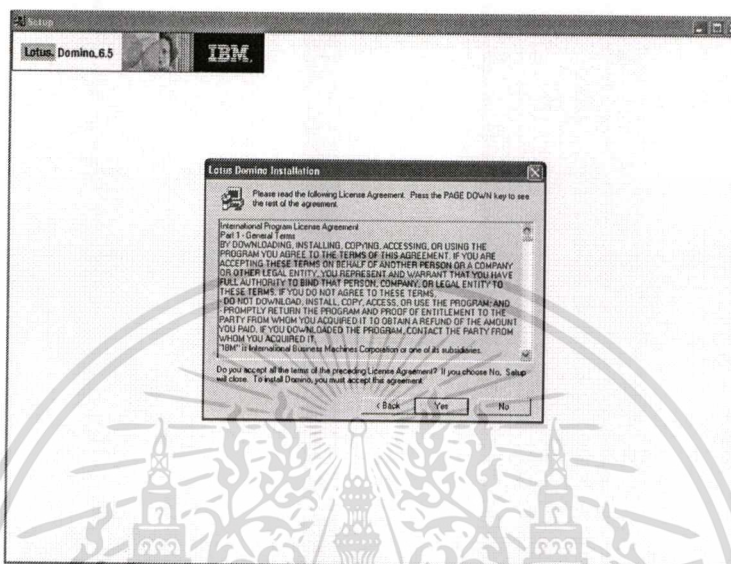 Setup
Lotus. Domino. 6.5
IBM.
Lotus Domino Installation
Please read the following License Agreement. Press the PAGE DOWN key to see
the rest of the agreement.
International Program License Agreement
Part 1 - General Terms
BY DOWNLOADING, INSTALLING, COPYING, ACCESSING, OR USING THE
PROGRAM YOU AGREE TO THE TERMS OF THIS AGREEMENT. IF YOU ARE
ACCEPTING THESE TERMS ON BEHALF OF ANOTHER PERSON OR A COMPANY
OR OTHER LEGAL ENTITY, YOU REPRESENT AND WARRANT THAT YOU HAVE
FULL AUTHORITY TO BIND THAT PERSON, COMPANY, OR LEGAL ENTITY TO
THESE TERMS. IF YOU DO NOT AGREE TO THESE TERMS,
- DO NOT DOWNLOAD, INSTALL, COPY, ACCESS, OR USE THE PROGRAM; AND
- PROMPTLY RETURN THE PROGRAM AND PROOF OF ENTITLEMENT TO THE
PARTY FROM WHOM YOU ACQUIRED IT TO OBTAIN A REFUND OF THE AMOUNT
YOU PAID. IF YOU DOWNLOADED THE PROGRAM, CONTACT THE PARTY FROM
WHOM YOU ACQUIRED IT.
"IBM" is International Business Machines Corporation or one of its subsidiaries.
Do you accept all the terms of the preceding License Agreement? If you choose No, Setup
will close. To install Domino, you must accept this agreement.
< Back
Yes
No